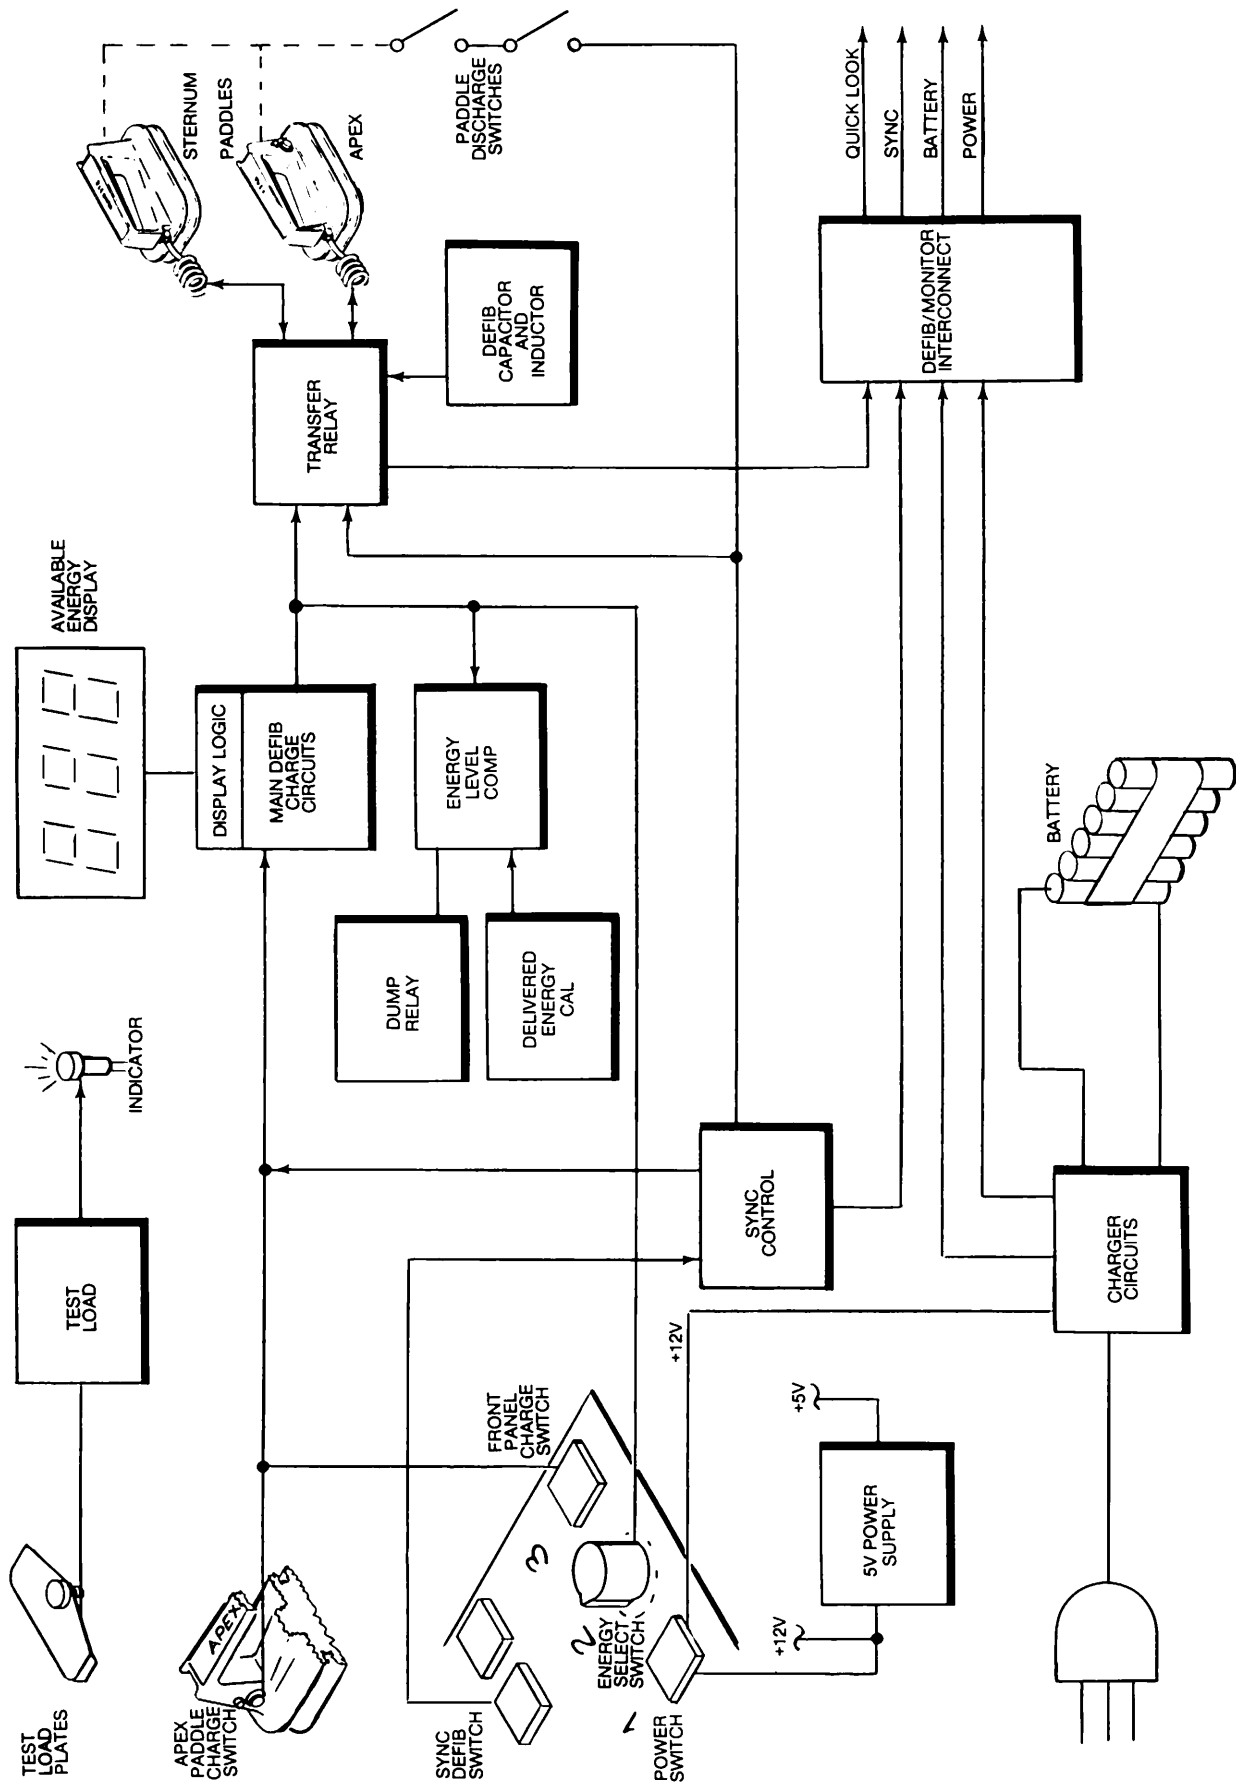 TEST
LOAD
PLATES
TEST
LOAD
INDICATOR
AVAILABLE
ENERGY
DISPLAY
STERNUM
PADDLES
APEX
APEX
PADDLE
CHARGE
SWITCH
APEX
DISPLAY LOGIC
MAIN DEFIB
CHARGE
CIRCUITS
TRANSFER
RELAY
DUMP
RELAY
ENERGY
LEVEL
COMP
DELIVERED
ENERGY
CAL
DEFIB
CAPACITOR
AND
INDUCTOR
PADDLE
DISCHARGE
SWITCHES
SYNC
DEFIB
SWITCH
FRONT
PANEL
CHARGE
SWITCH
3
2
ENERGY
SELECT
SWITCH
1
POWER
SWITCH
+12V
SYNC
CONTROL
+12V
+5V
5V POWER
SUPPLY
CHARGER
CIRCUITS
BATTERY
DEFIB/MONITOR
INTERCONNECT
QUICK LOOK
SYNC
BATTERY
POWER